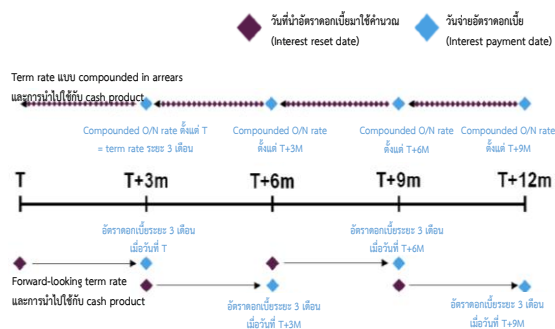 วันที่นำอัตราดอกเบี้ยมาใช้คำนวณ
(Interest reset date)
วันจ่ายอัตราดอกเบี้ย
(Interest payment date)
Term rate แบบ compounded in arrears
และการนำไปใช้กับ cash product
Compounded O/N rate ตั้งแต่ T
= term rate ระยะ 3 เดือน
Compounded O/N rate
ตั้งแต่ T+3M
Compounded O/N rate
ตั้งแต่ T+6M
Compounded O/N rate
ตั้งแต่ T+9M
T T+3m T+6m T+9m T+12m
อัตราดอกเบี้ยระยะ 3 เดือน
เมื่อวันที่ T
อัตราดอกเบี้ยระยะ 3 เดือน
เมื่อวันที่ T+6M
Forward-looking term rate
และการนำไปใช้กับ cash product
อัตราดอกเบี้ยระยะ 3 เดือน
เมื่อวันที่ T+3M
อัตราดอกเบี้ยระยะ 3 เดือน
เมื่อวันที่ T+9M